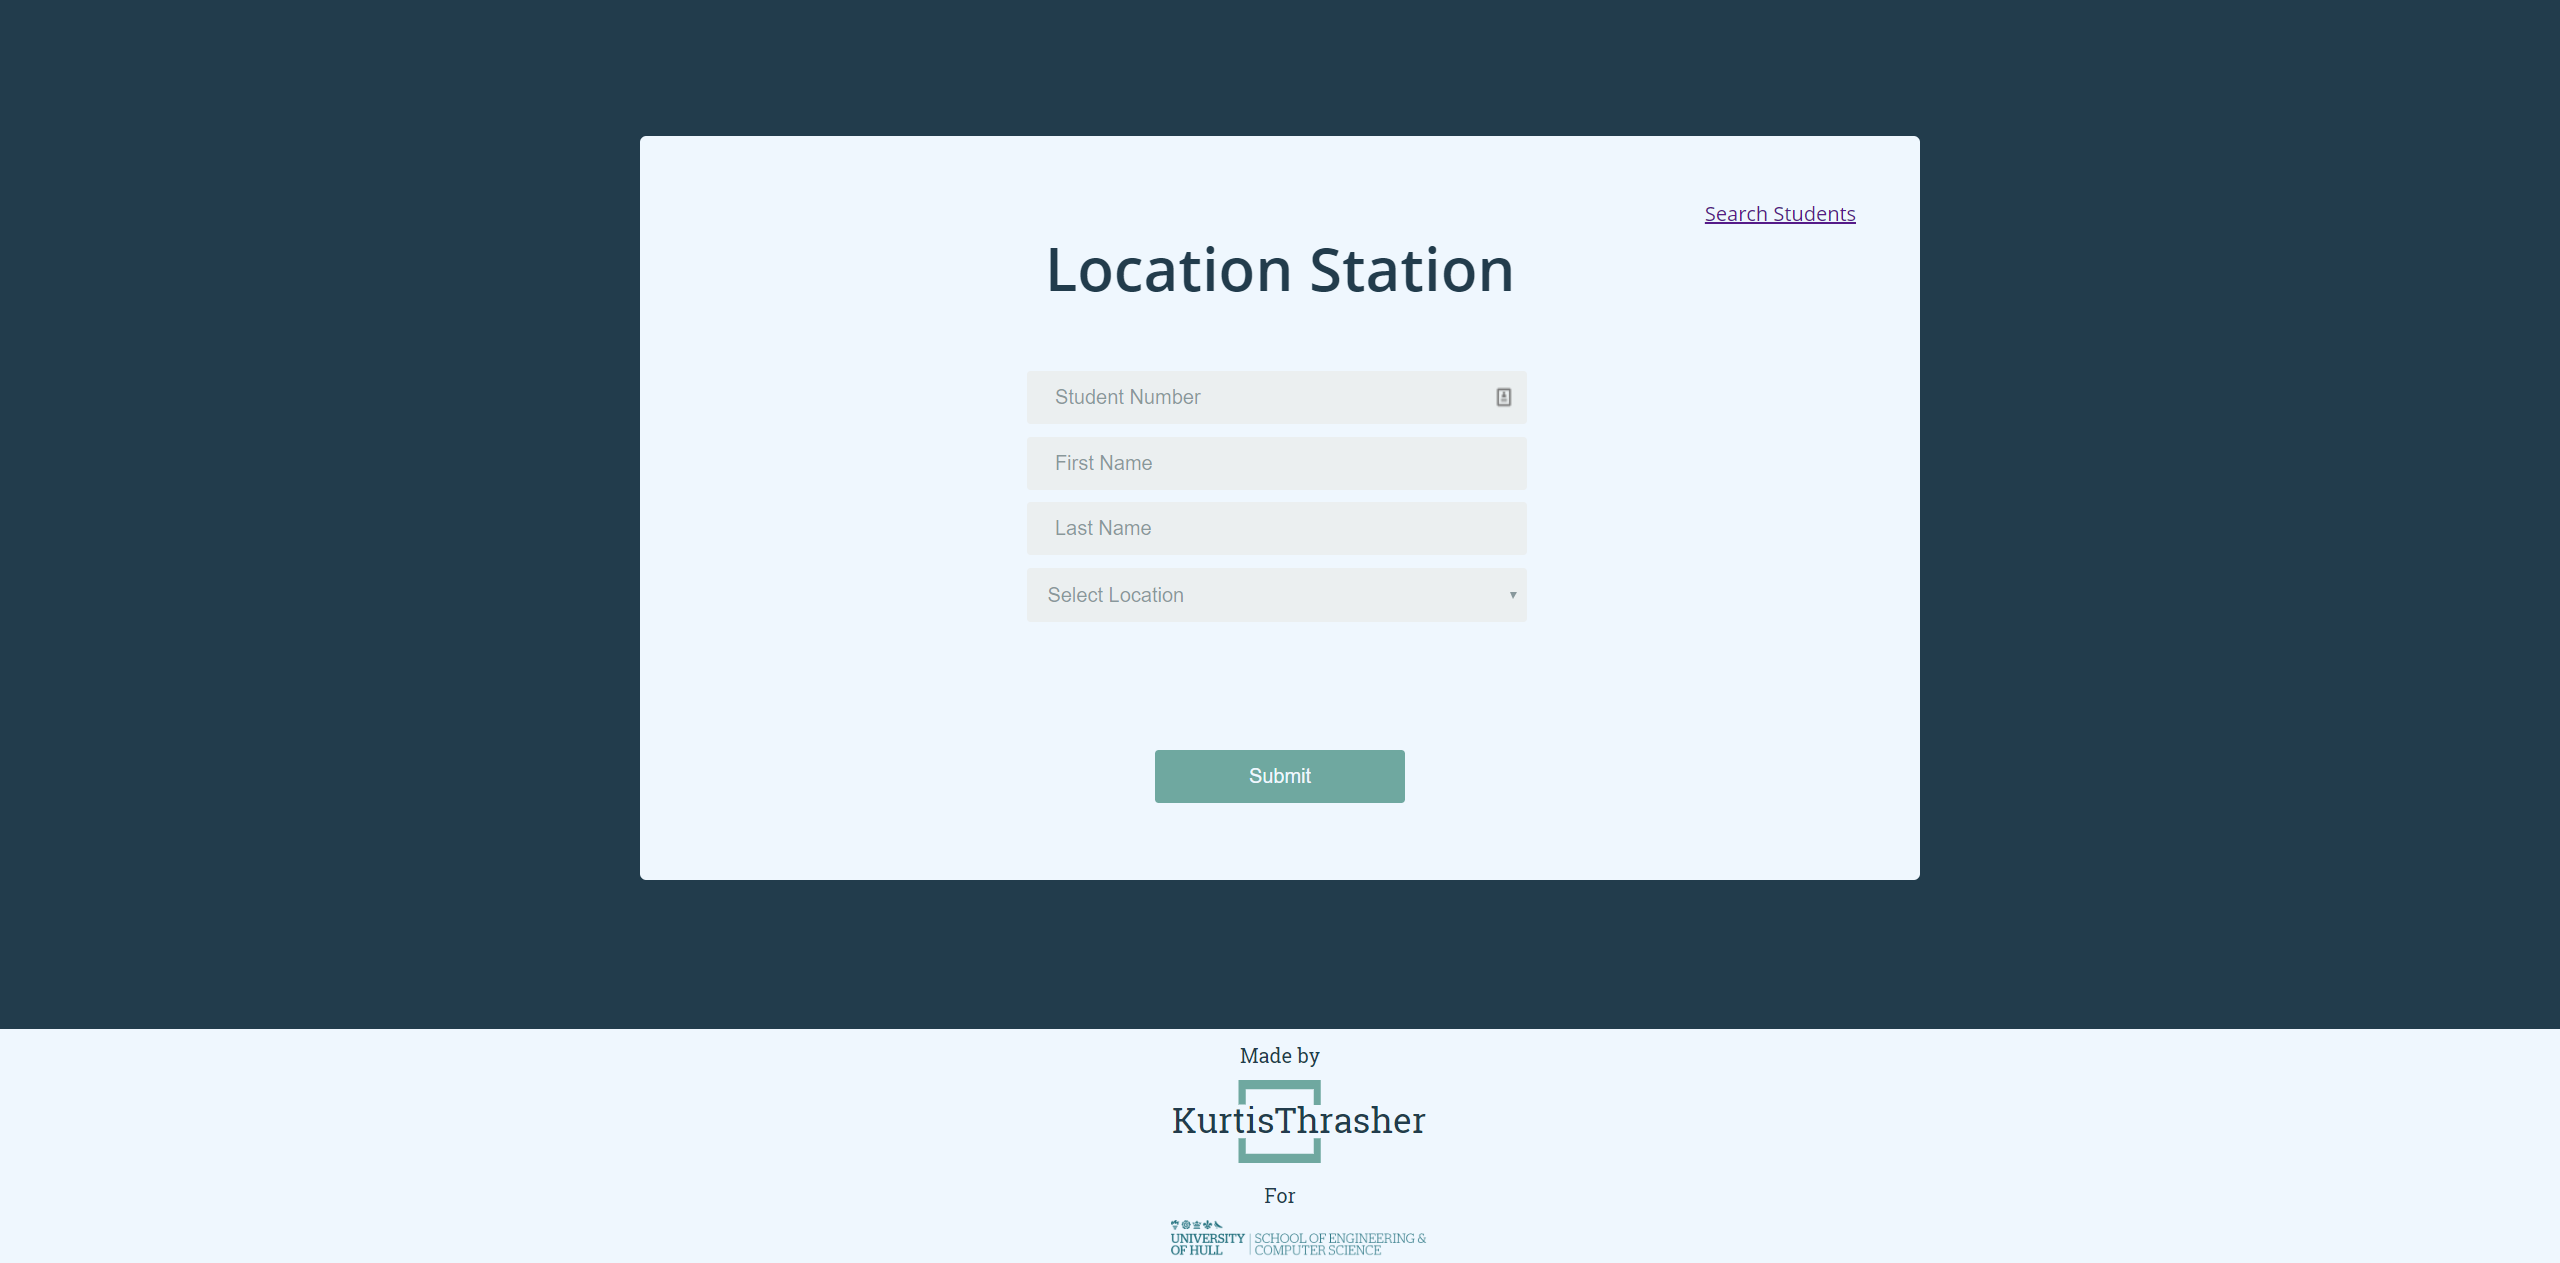 Search Students
Location Station
Student Number
First Name
Last Name
Select Location
Submit
Made by
KurtisThrasher
For
UNIVERSITY OF HULL
SCHOOL OF ENGINEERING & COMPUTER SCIENCE